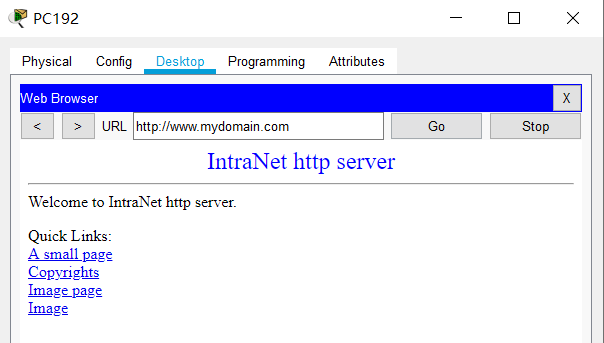 PC192
Physical Config Desktop Programming Attributes
Web Browser X
< > URL http://www.mydomain.com Go Stop
IntraNet http server
Welcome to IntraNet http server.
Quick Links:
A small page
Copyrights
Image page
Image